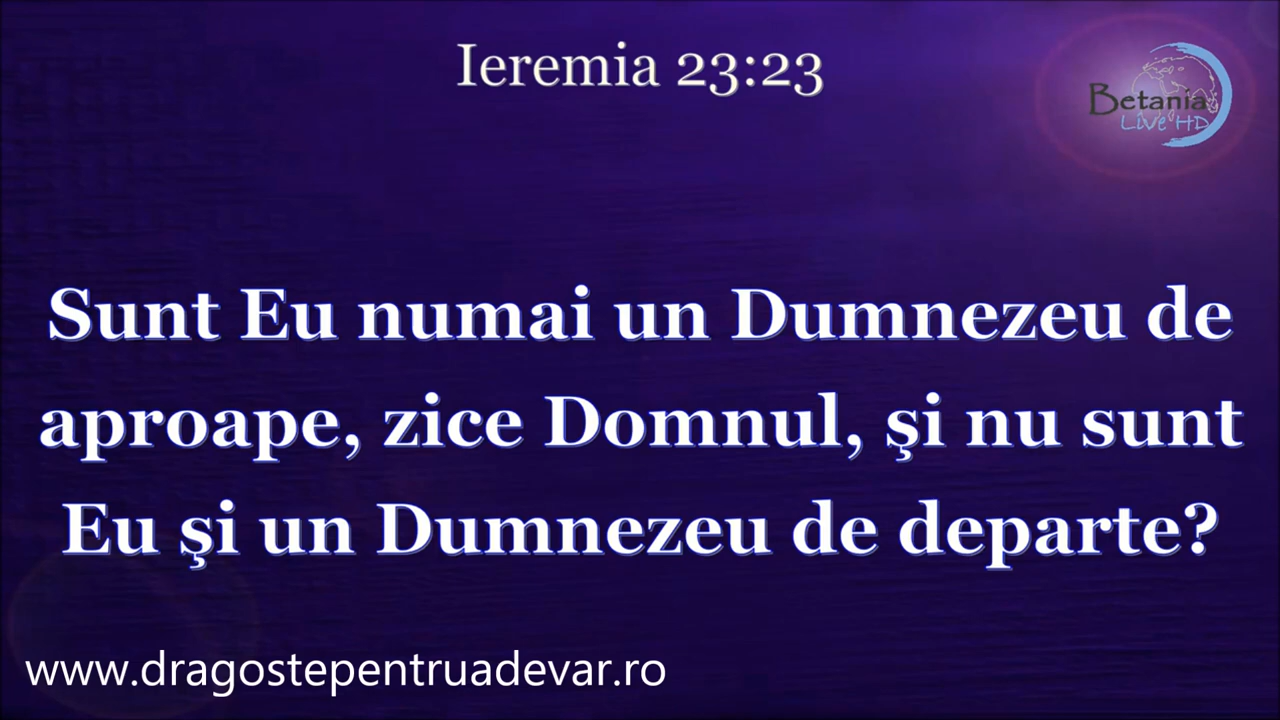 Ieremia 23:23
Betania
Live HD
Sunt Eu numai un Dumnezeu de
aproape, zice Domnul, şi nu sunt
Eu şi un Dumnezeu de departe?
www.dragostepentruadevar.ro